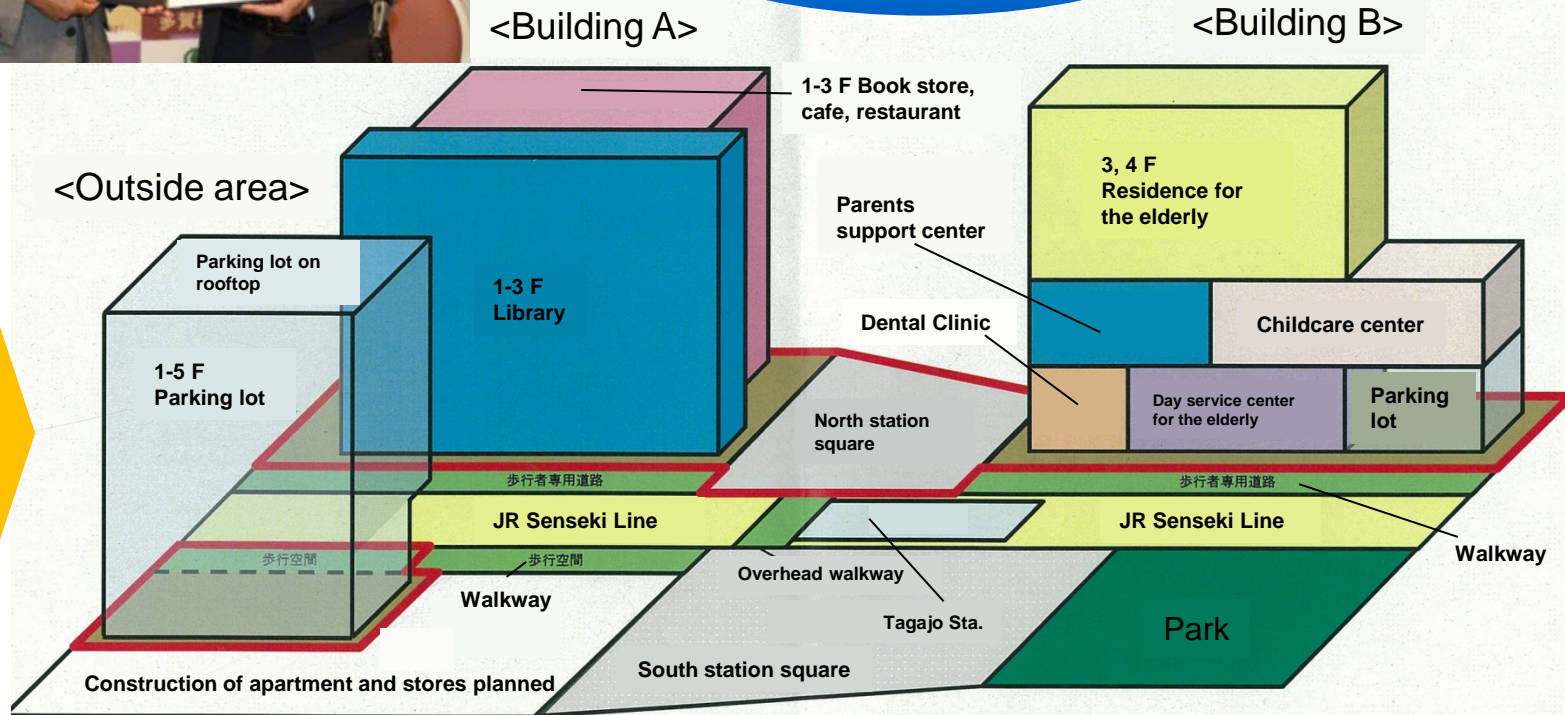 多賀
<Building A>
<Building B>
1-3 F Book store,
cafe, restaurant
<Outside area>
3, 4 F
Residence for
the elderly
Parents
support center
Parking lot on
rooftop
1-3 F
Library
Dental Clinic
Childcare center
1-5 F
Parking lot
Day service center
for the elderly
Parking
lot
North station
square
歩行者専用道路
歩行者専用道路
JR Senseki Line
JR Senseki Line
歩行空間
歩行空間
Walkway
Overhead walkway
Walkway
Tagajo Sta.
Park
South station square
Construction of apartment and stores planned